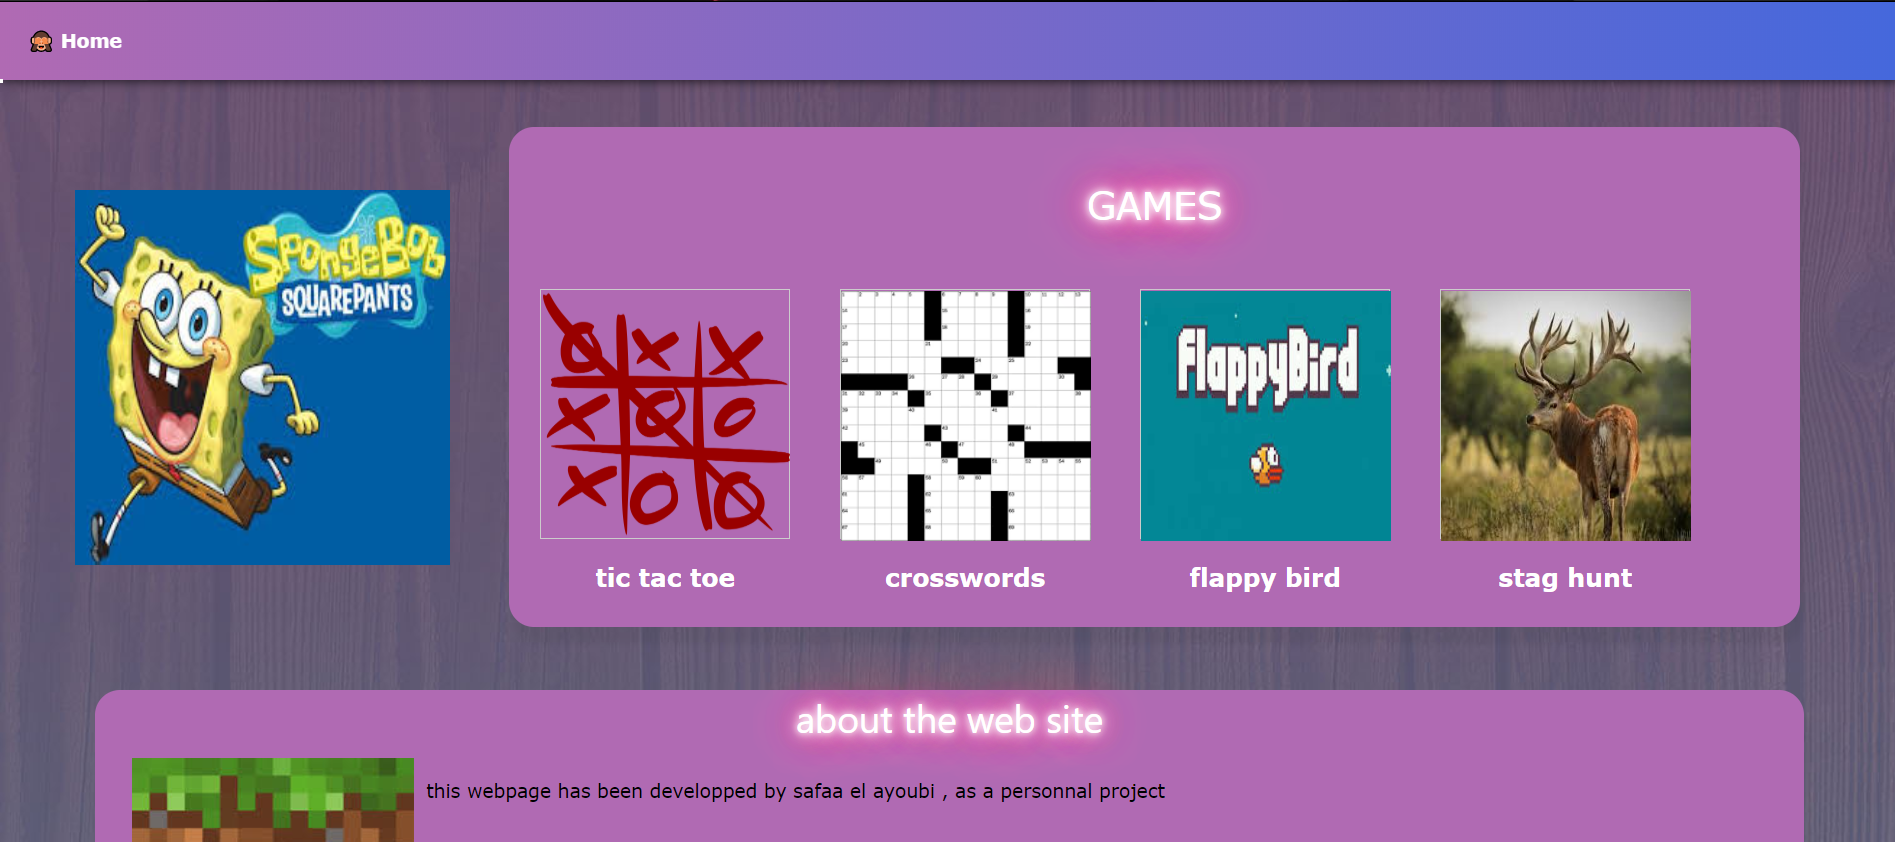 Home
GAMES
SPongeBob
SQUAREPANTS
flappyBird
tic tac toe
crosswords
flappy bird
stag hunt
about the web site
this webpage has been developped by safaa el ayoubi , as a personnal project